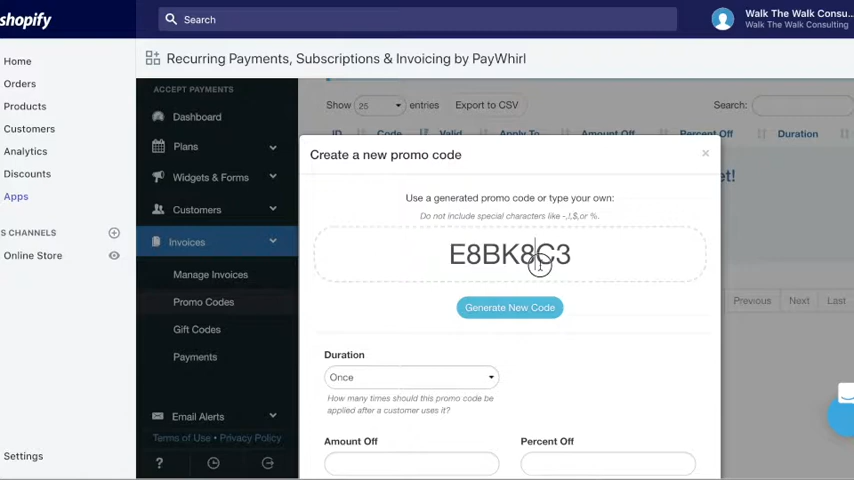 shopify
Search
Walk The Walk Consu...
Walk The Walk Consulting
Home
Orders
Products
Customers
Analytics
Discounts
Apps
S CHANNELS
Online Store
Settings
Recurring Payments, Subscriptions & Invoicing by PayWhirl
ACCEPT PAYMENTS
Dashboard
Plans
Widgets & Forms
Customers
Invoices
Manage Invoices
Promo Codes
Gift Codes
Payments
Email Alerts
Terms of Use • Privacy Policy
?
Show 25 entries Export to CSV Search:
ID Code Valid Apply To Amount Off Percent Off Duration
et!
Previous Next Last
Create a new promo code ×
Use a generated promo code or type your own:
Do not include special characters like -,!,$,or %.
E8BK8C3
Generate New Code
Duration
Once
How many times should this promo code be
applied after a customer uses it?
Amount Off Percent Off